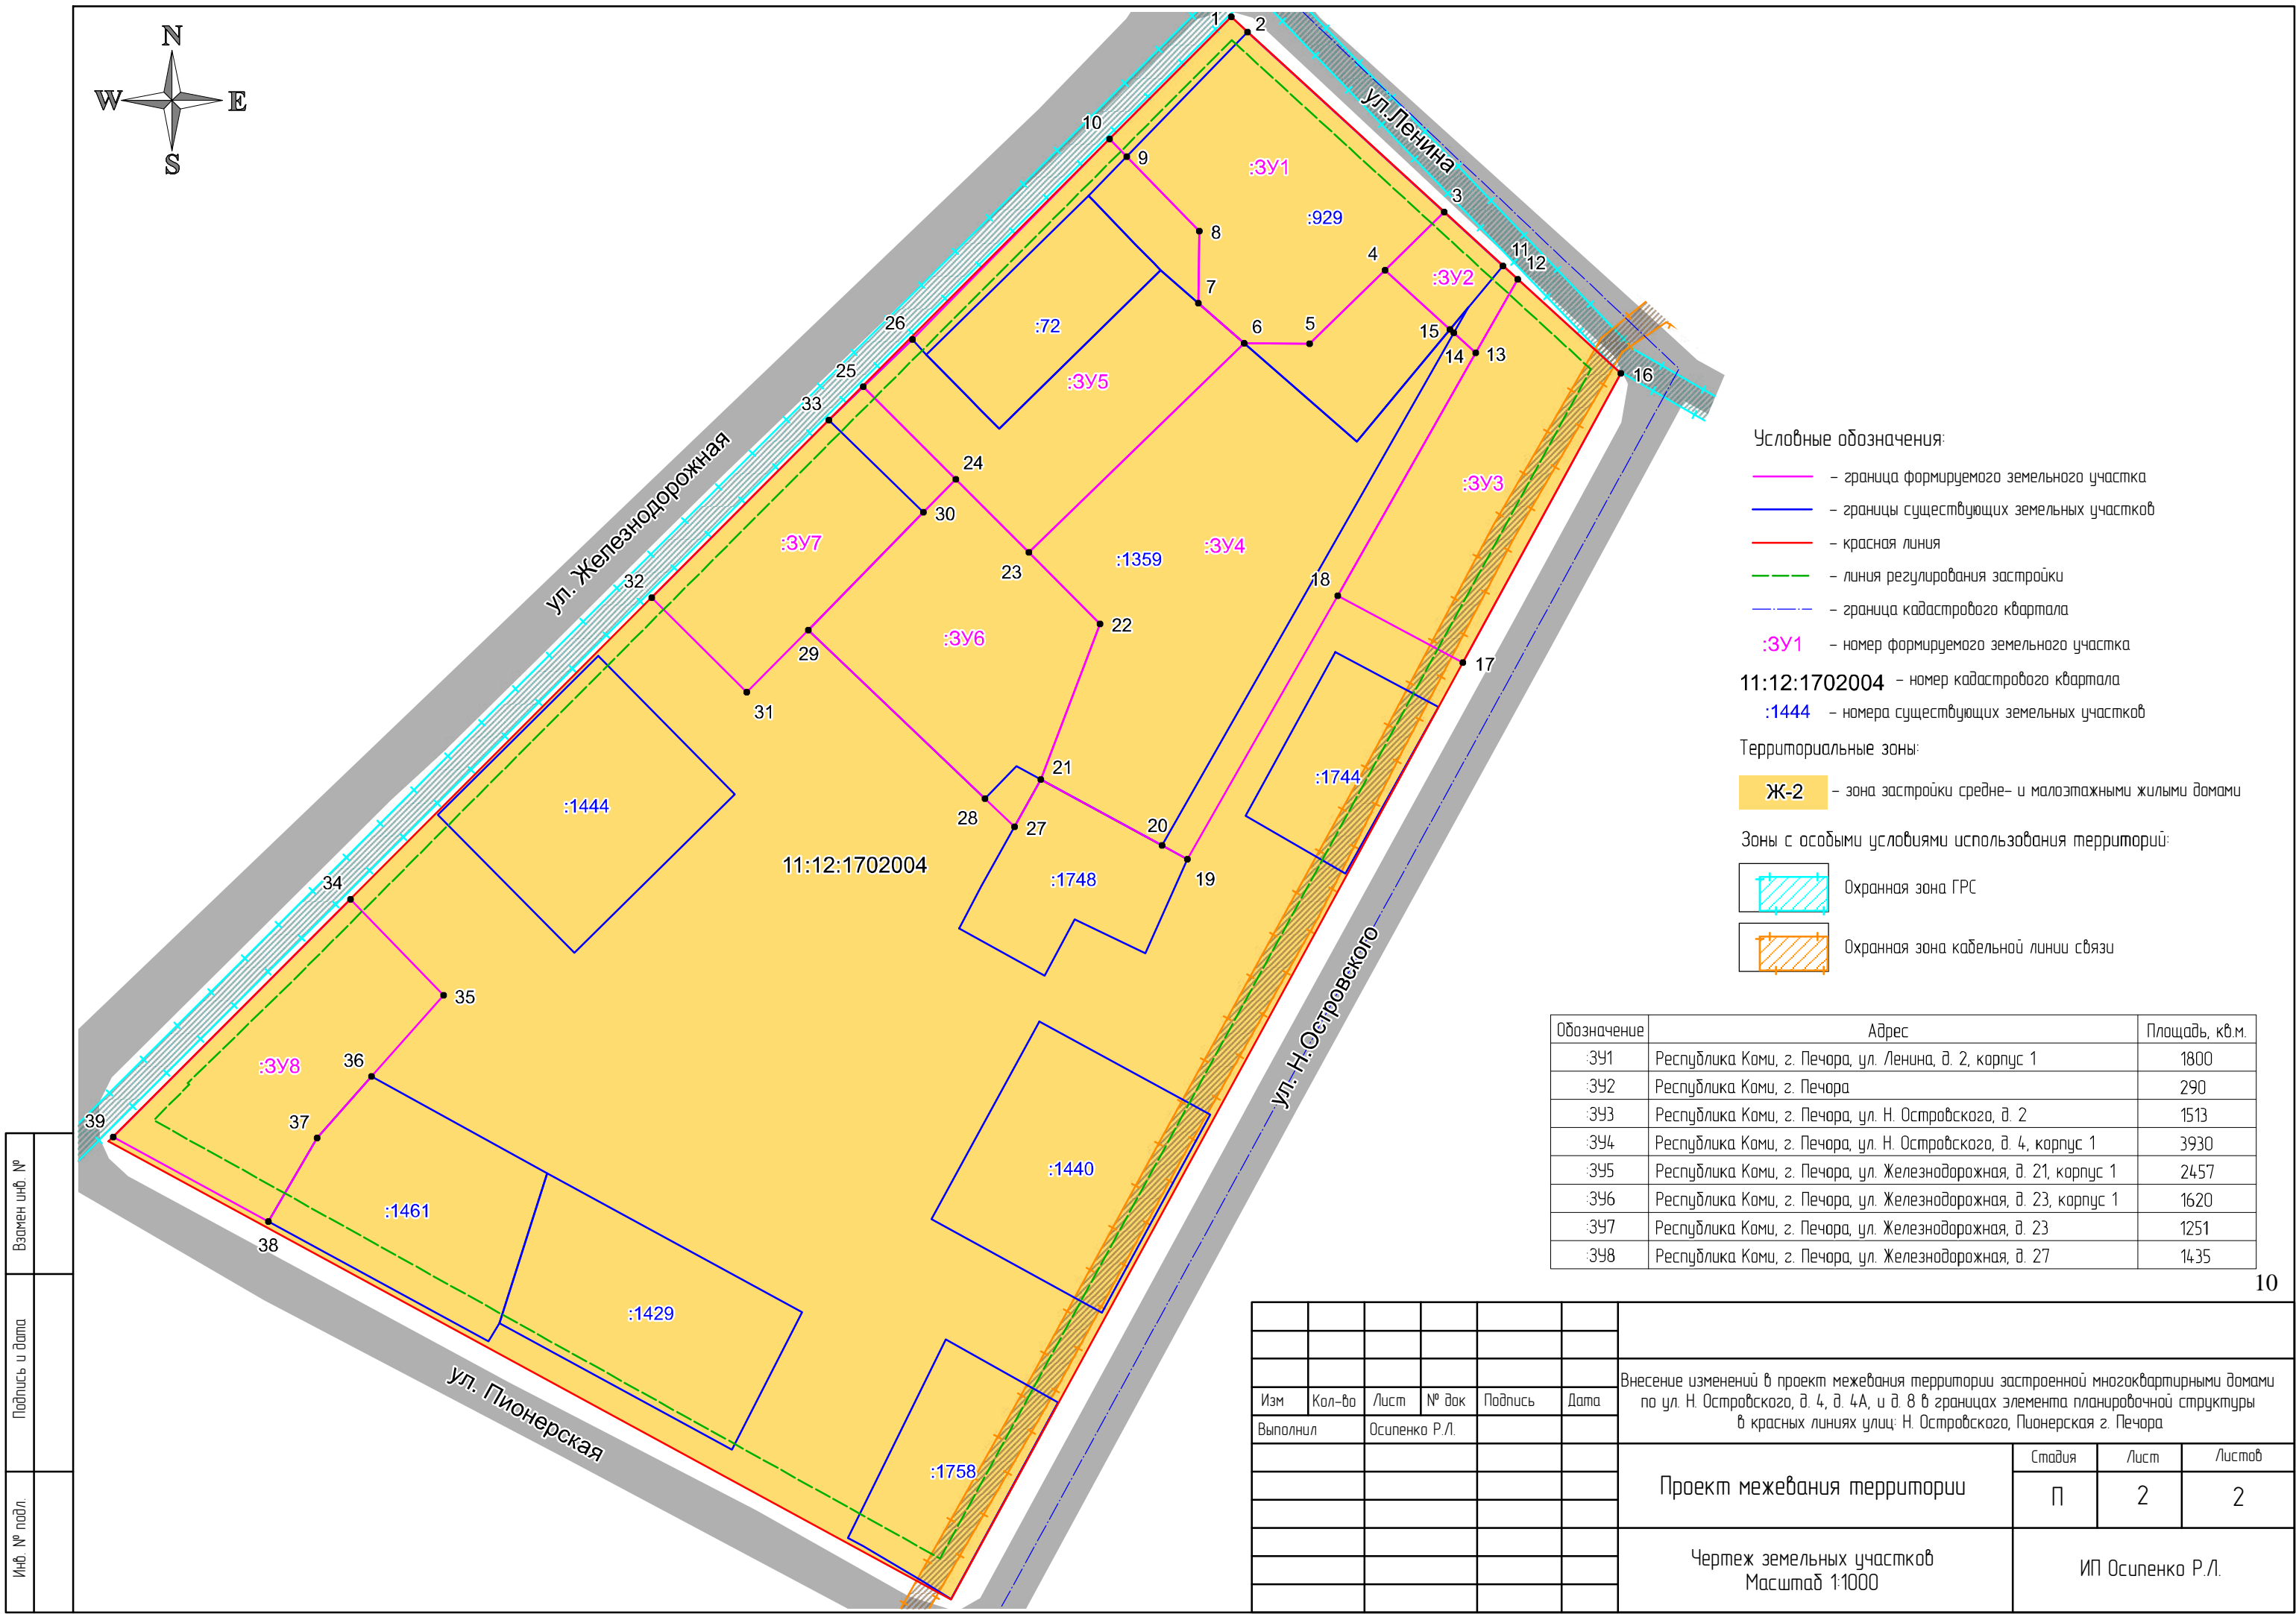 N
W
E
S
1
2
10
9
ул.Ленина
:ЗУ1
3
:929
8
4
11
12
:ЗУ2
7
26
:72
6
5
15
14
13
16
25
:ЗУ5
33
ул. Железнодорожная
24
:ЗУ3
30
:ЗУ7
23
:1359
:ЗУ4
32
18
22
:ЗУ6
29
17
31
21
:1744
:1444
28
27
20
11:12:1702004
19
:1748
34
ул. Н.Островского
35
:ЗУ8
36
39
37
:1440
38
:1461
:1429
ул. Пионерская
:1758
Условные обозначения:
– граница формируемого земельного участка
– границы существующих земельных участков
– красная линия
– линия регулирования застройки
– граница кадастрового квартала
:ЗУ1 – номер формируемого земельного участка
11:12:1702004 – номер кадастрового квартала
:1444 – номера существующих земельных участков
Территориальные зоны:
Ж-2 – зона застройки средне- и малоэтажными жилыми домами
Зоны с особыми условиями использования территорий:
Охранная зона ГРС
Охранная зона кабельной линии связи
Обозначение Адрес Площадь, кв.м.
:ЗУ1 Республика Коми, г. Печора, ул. Ленина, д. 2, корпус 1 1800
:ЗУ2 Республика Коми, г. Печора 290
:ЗУ3 Республика Коми, г. Печора, ул. Н. Островского, д. 2 1513
:ЗУ4 Республика Коми, г. Печора, ул. Н. Островского, д. 4, корпус 1 3930
:ЗУ5 Республика Коми, г. Печора, ул. Железнодорожная, д. 21, корпус 1 2457
:ЗУ6 Республика Коми, г. Печора, ул. Железнодорожная, д. 23, корпус 1 1620
:ЗУ7 Республика Коми, г. Печора, ул. Железнодорожная, д. 23 1251
:ЗУ8 Республика Коми, г. Печора, ул. Железнодорожная, д. 27 1435
10
Изм Кол-во Лист № док Подпись Дата
Выполнил Осипенко Р.Л.
Внесение изменений в проект межевания территории застроенной многоквартирными домами
по ул. Н. Островского, д. 4, д. 4А, и д. 8 в границах элемента планировочной структуры
в красных линиях улиц: Н. Островского, Пионерская г. Печора
Проект межевания территории
Стадия Лист Листов
П 2 2
Чертеж земельных участков
Масштаб 1:1000
ИП Осипенко Р.Л.
Взамен инв. №
Подпись и дата
Инв. № подл.